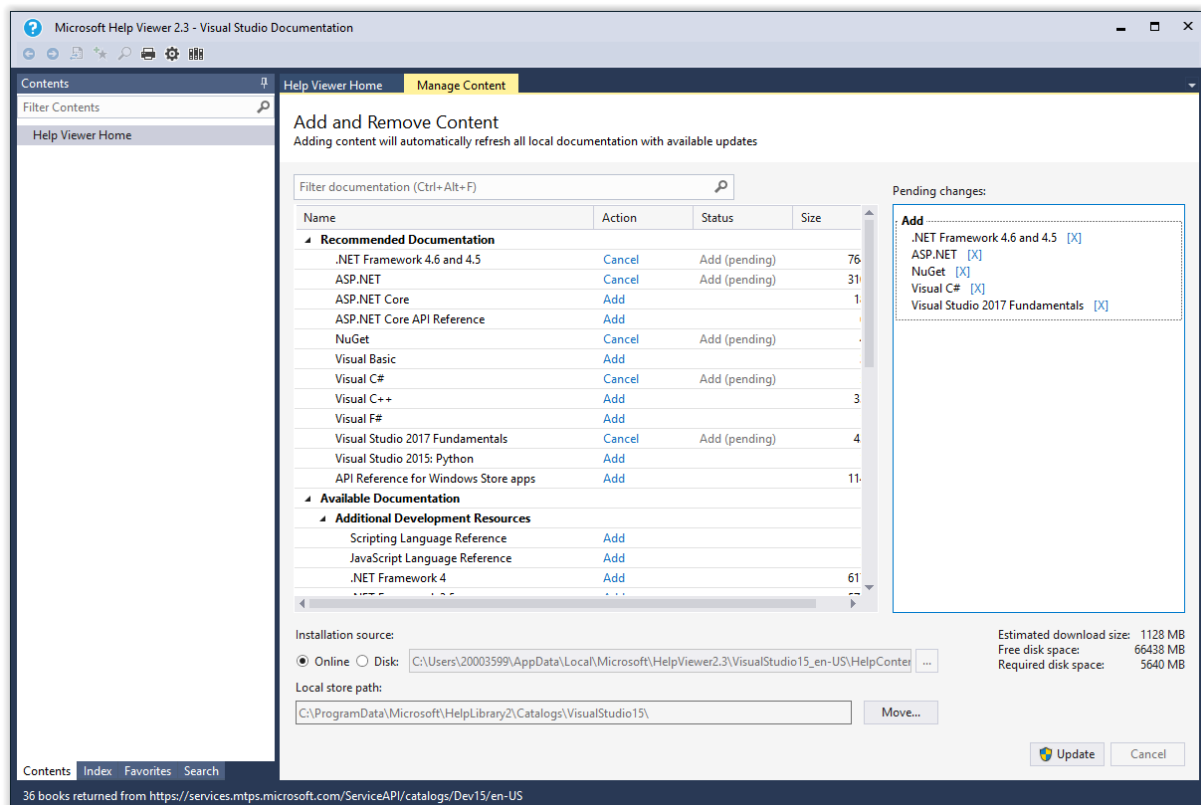 Microsoft Help Viewer 2.3 - Visual Studio Documentation
Contents
Help Viewer Home
Manage Content
Filter Contents
Help Viewer Home
Add and Remove Content
Adding content will automatically refresh all local documentation with available updates
Filter documentation (Ctrl+Alt+F)
Pending changes:
Name Action Status Size
Recommended Documentation
.NET Framework 4.6 and 4.5 Cancel Add (pending)
ASP.NET Cancel Add (pending)
ASP.NET Core Add
ASP.NET Core API Reference Add
NuGet Cancel Add (pending)
Visual Basic Add
Visual C# Cancel Add (pending)
Visual C++ Add
Visual F# Add
Visual Studio 2017 Fundamentals Cancel Add (pending)
Visual Studio 2015: Python Add
API Reference for Windows Store apps Add
Available Documentation
Additional Development Resources
Scripting Language Reference Add
JavaScript Language Reference Add
.NET Framework 4 Add
Add
.NET Framework 4.6 and 4.5 [X]
ASP.NET [X]
NuGet [X]
Visual C# [X]
Visual Studio 2017 Fundamentals [X]
Installation source:
Online Disk: C:\Users\20003599\AppData\Local\Microsoft\HelpViewer2.3\VisualStudio15_en-US\HelpConter ...
Local store path:
C:\ProgramData\Microsoft\HelpLibrary2\Catalogs\VisualStudio15\ Move...
Estimated download size: 1128 MB
Free disk space: 66438 MB
Required disk space: 5640 MB
Update Cancel
Contents Index Favorites Search
36 books returned from https://services.mtps.microsoft.com/ServiceAPI/catalogs/Dev15/en-US